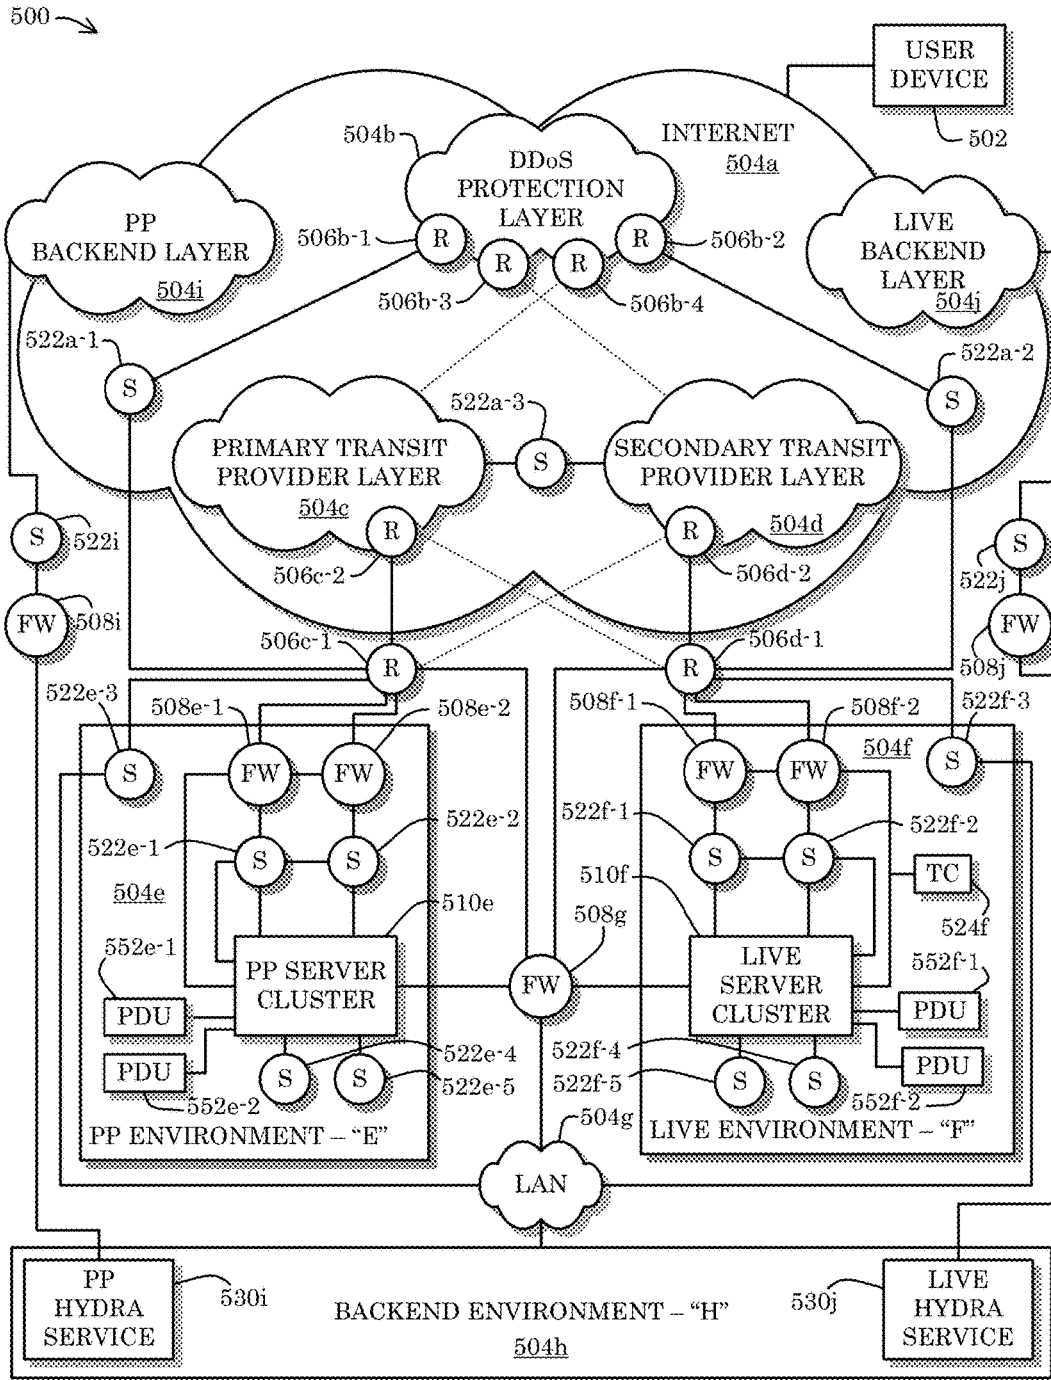 500
USER
DEVICE
502
INTERNET
504a
504b
DDoS
PROTECTION
LAYER
PP
BACKEND LAYER
504i
LIVE
BACKEND
LAYER
504j
506b-1
R
R
506b-2
R
R
506b-3
506b-4
522a-1
S
522a-2
S
522a-3
S
PRIMARY TRANSIT
PROVIDER LAYER
504c
SECONDARY TRANSIT
PROVIDER LAYER
504d
R
506c-2
R
506d-2
S
522i
FW
508i
S
522j
FW
508j
506c-1
R
506d-1
R
522e-3
508e-1
508e-2
508f-1
508f-2
522f-3
504f
S
FW
FW
FW
FW
S
522e-1
522e-2
522f-1
522f-2
S
S
S
S
504e
510e
510f
TC
524f
508g
552e-1
552f-1
PP SERVER
CLUSTER
FW
LIVE
SERVER
CLUSTER
PDU
PDU
PDU
552e-2
S
522e-4
S
522e-5
522f-4
522f-5
S
S
PDU
552f-2
PP ENVIRONMENT – “E”
504g
LIVE ENVIRONMENT – “F”
LAN
PP
HYDRA
SERVICE
530i
BACKEND ENVIRONMENT – “H”
504h
530j
LIVE
HYDRA
SERVICE